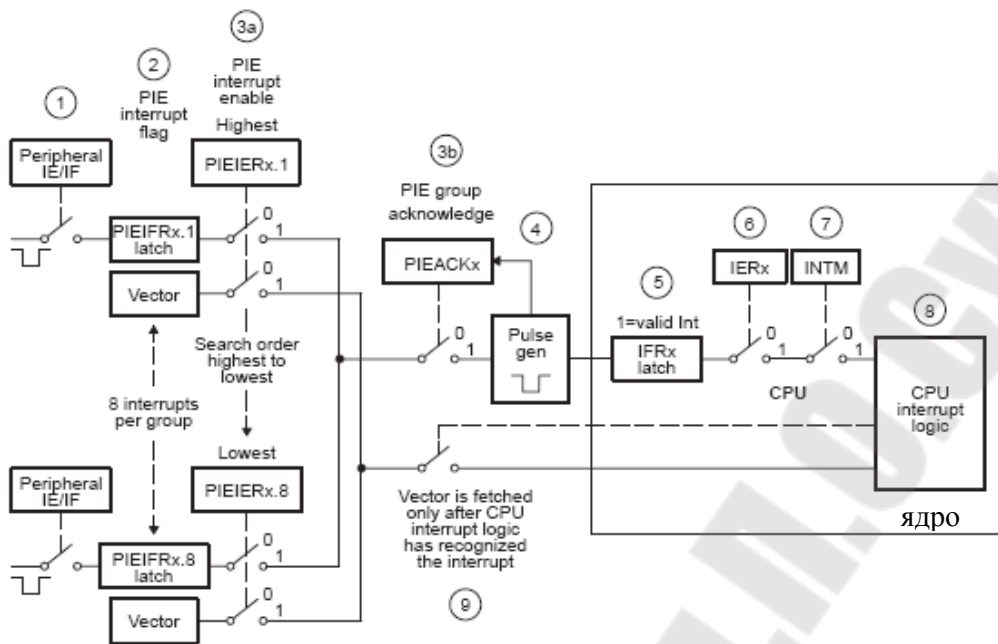 1
2
PIE
interrupt
flag
3a
PIE
interrupt
enable
Highest
Peripheral
IE/IF
PIEIERx.1
0
1
PIEIFRx.1
latch
Vector
0
1
8 interrupts
per group
Search order
highest to
lowest
Lowest
Peripheral
IE/IF
PIEIERx.8
0
1
PIEIFRx.8
latch
Vector
0
1
3b
PIE group
acknowledge
PIEACKx
0
1
4
Pulse
gen
5
1=valid Int
IFRx
latch
6
IERx
0
1
7
INTM
0
1
CPU
8
CPU
interrupt
logic
Vector is fetched
only after CPU
interrupt logic
has recognized
the interrupt
9
ядро